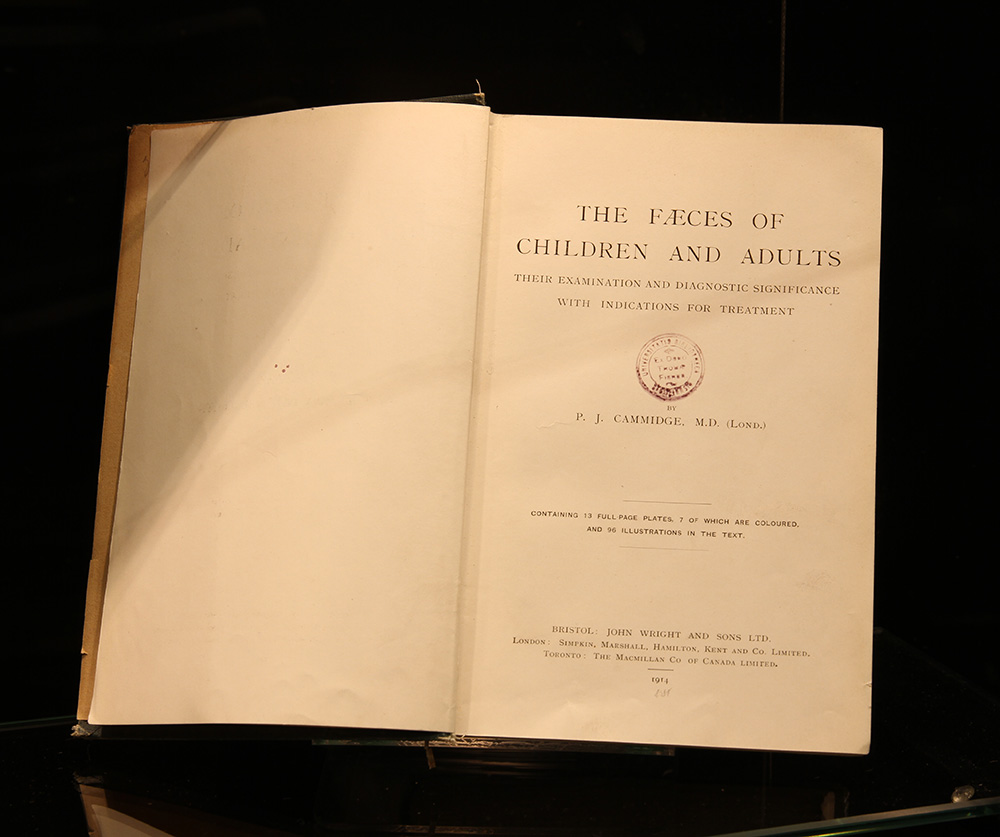 THE FÆCES OF
CHILDREN AND ADULTS
THEIR EXAMINATION AND DIAGNOSTIC SIGNIFICANCE
WITH INDICATIONS FOR TREATMENT
BY
P. J. CAMMIDGE, M.D. (LOND.)
CONTAINING 13 FULL-PAGE PLATES, 7 OF WHICH ARE COLOURED,
AND 96 ILLUSTRATIONS IN THE TEXT.
BRISTOL: JOHN WRIGHT AND SONS LTD.
LONDON: SIMPKIN, MARSHALL, HAMILTON, KENT AND CO. LIMITED.
TORONTO: THE MACMILLAN CO OF CANADA LIMITED.
1914